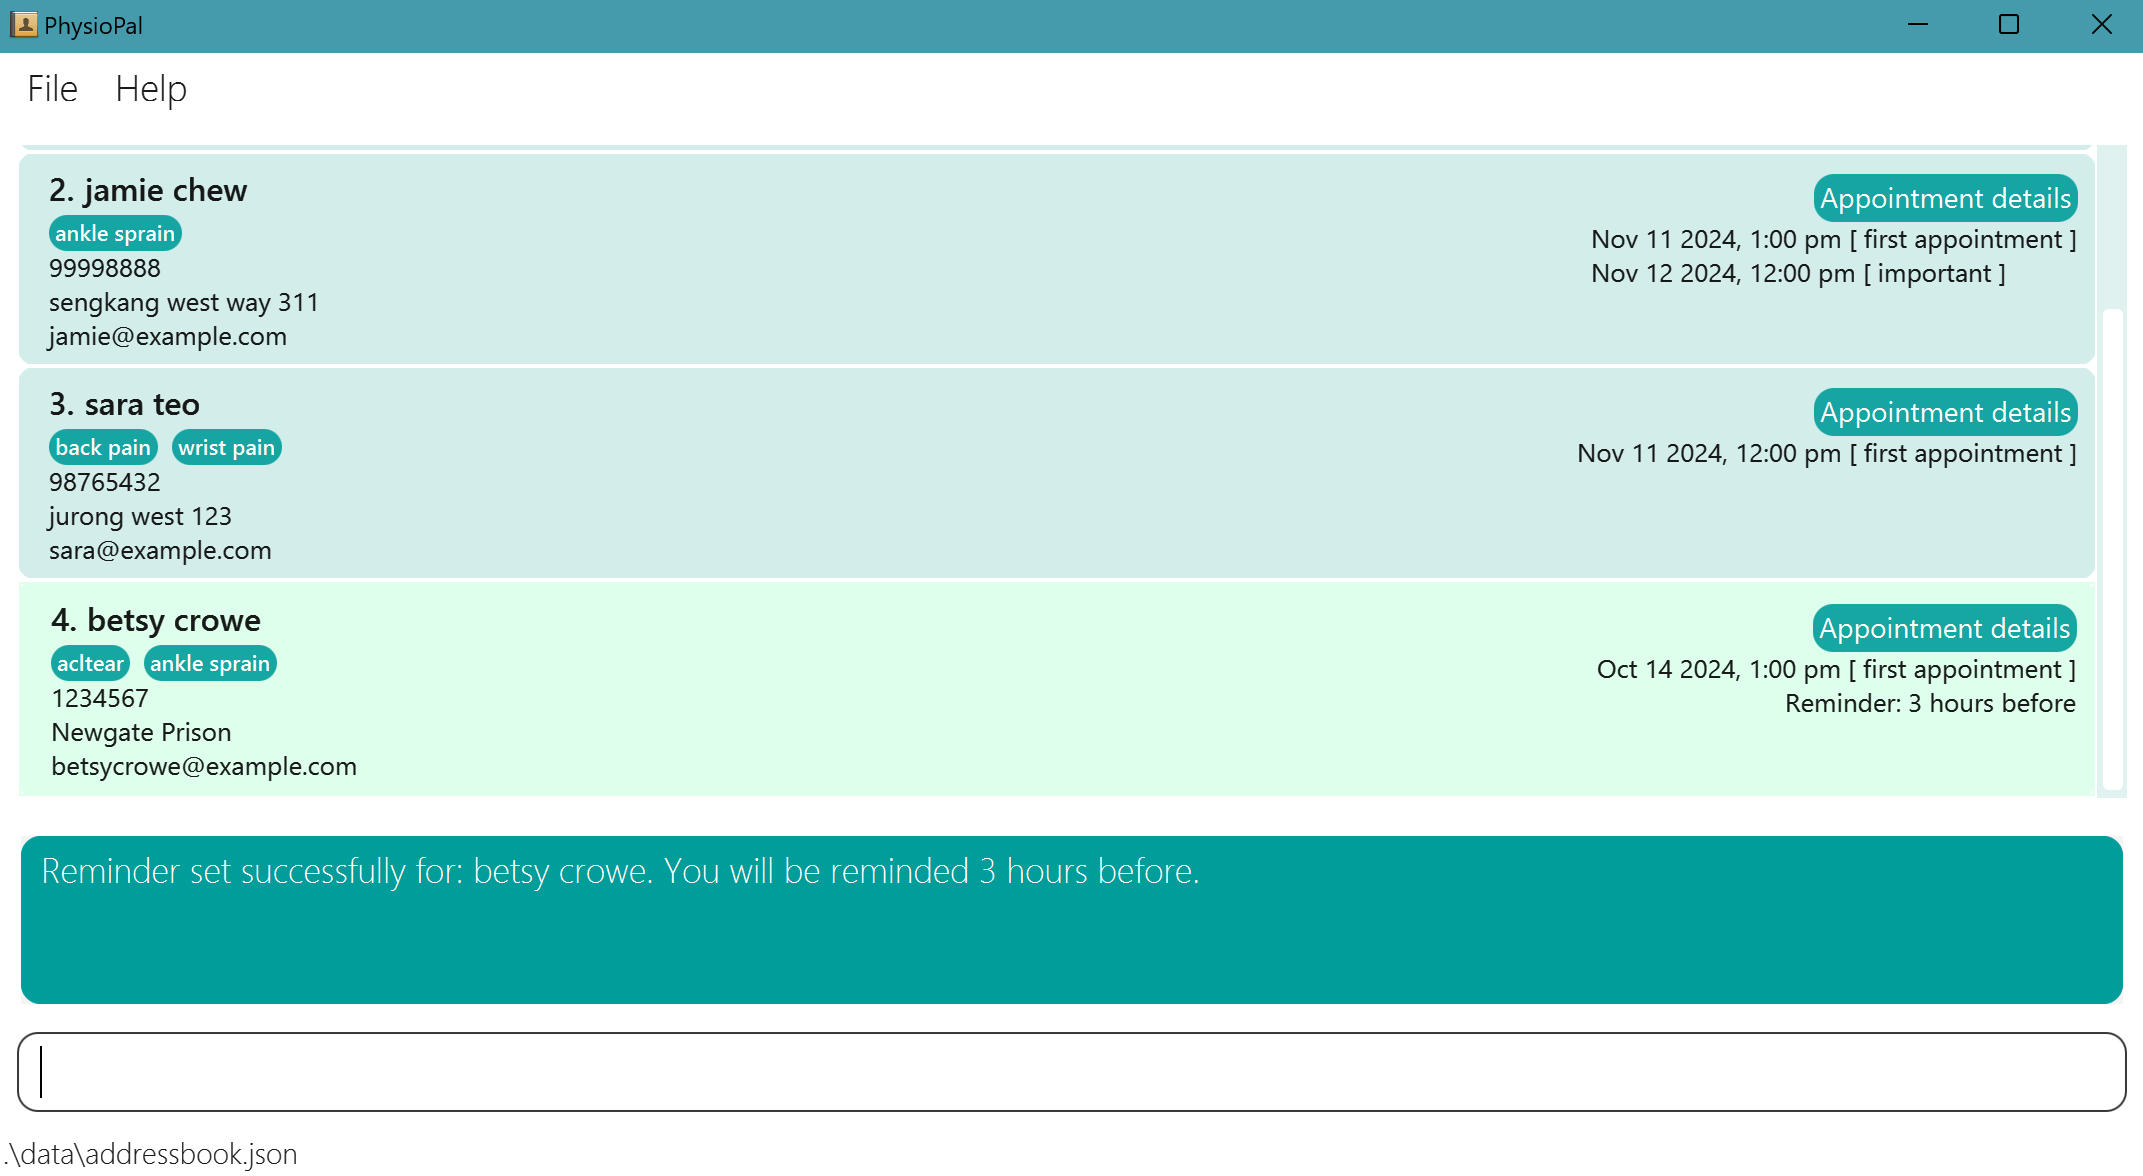 PhysioPal
File Help
2. jamie chew
ankle sprain
99998888
sengkang west way 311
jamie@example.com
Appointment details
Nov 11 2024, 1:00 pm [ first appointment ]
Nov 12 2024, 12:00 pm [ important ]
3. sara teo
back pain wrist pain
98765432
jurong west 123
sara@example.com
Appointment details
Nov 11 2024, 12:00 pm [ first appointment ]
4. betsy crowe
acltear ankle sprain
1234567
Newgate Prison
betsycrowe@example.com
Appointment details
Oct 14 2024, 1:00 pm [ first appointment ]
Reminder: 3 hours before
Reminder set successfully for: betsy crowe. You will be reminded 3 hours before.
.\data\addressbook.json